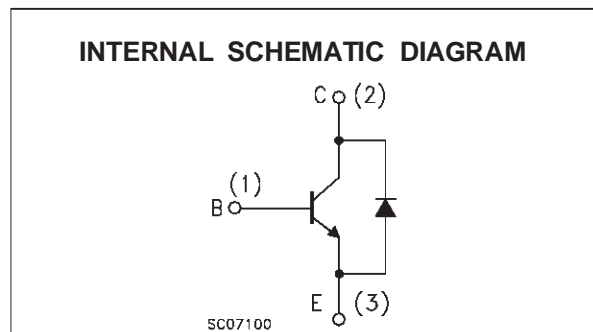 INTERNAL SCHEMATIC DIAGRAM
C (2)
(1)
B
E (3)
SC07100